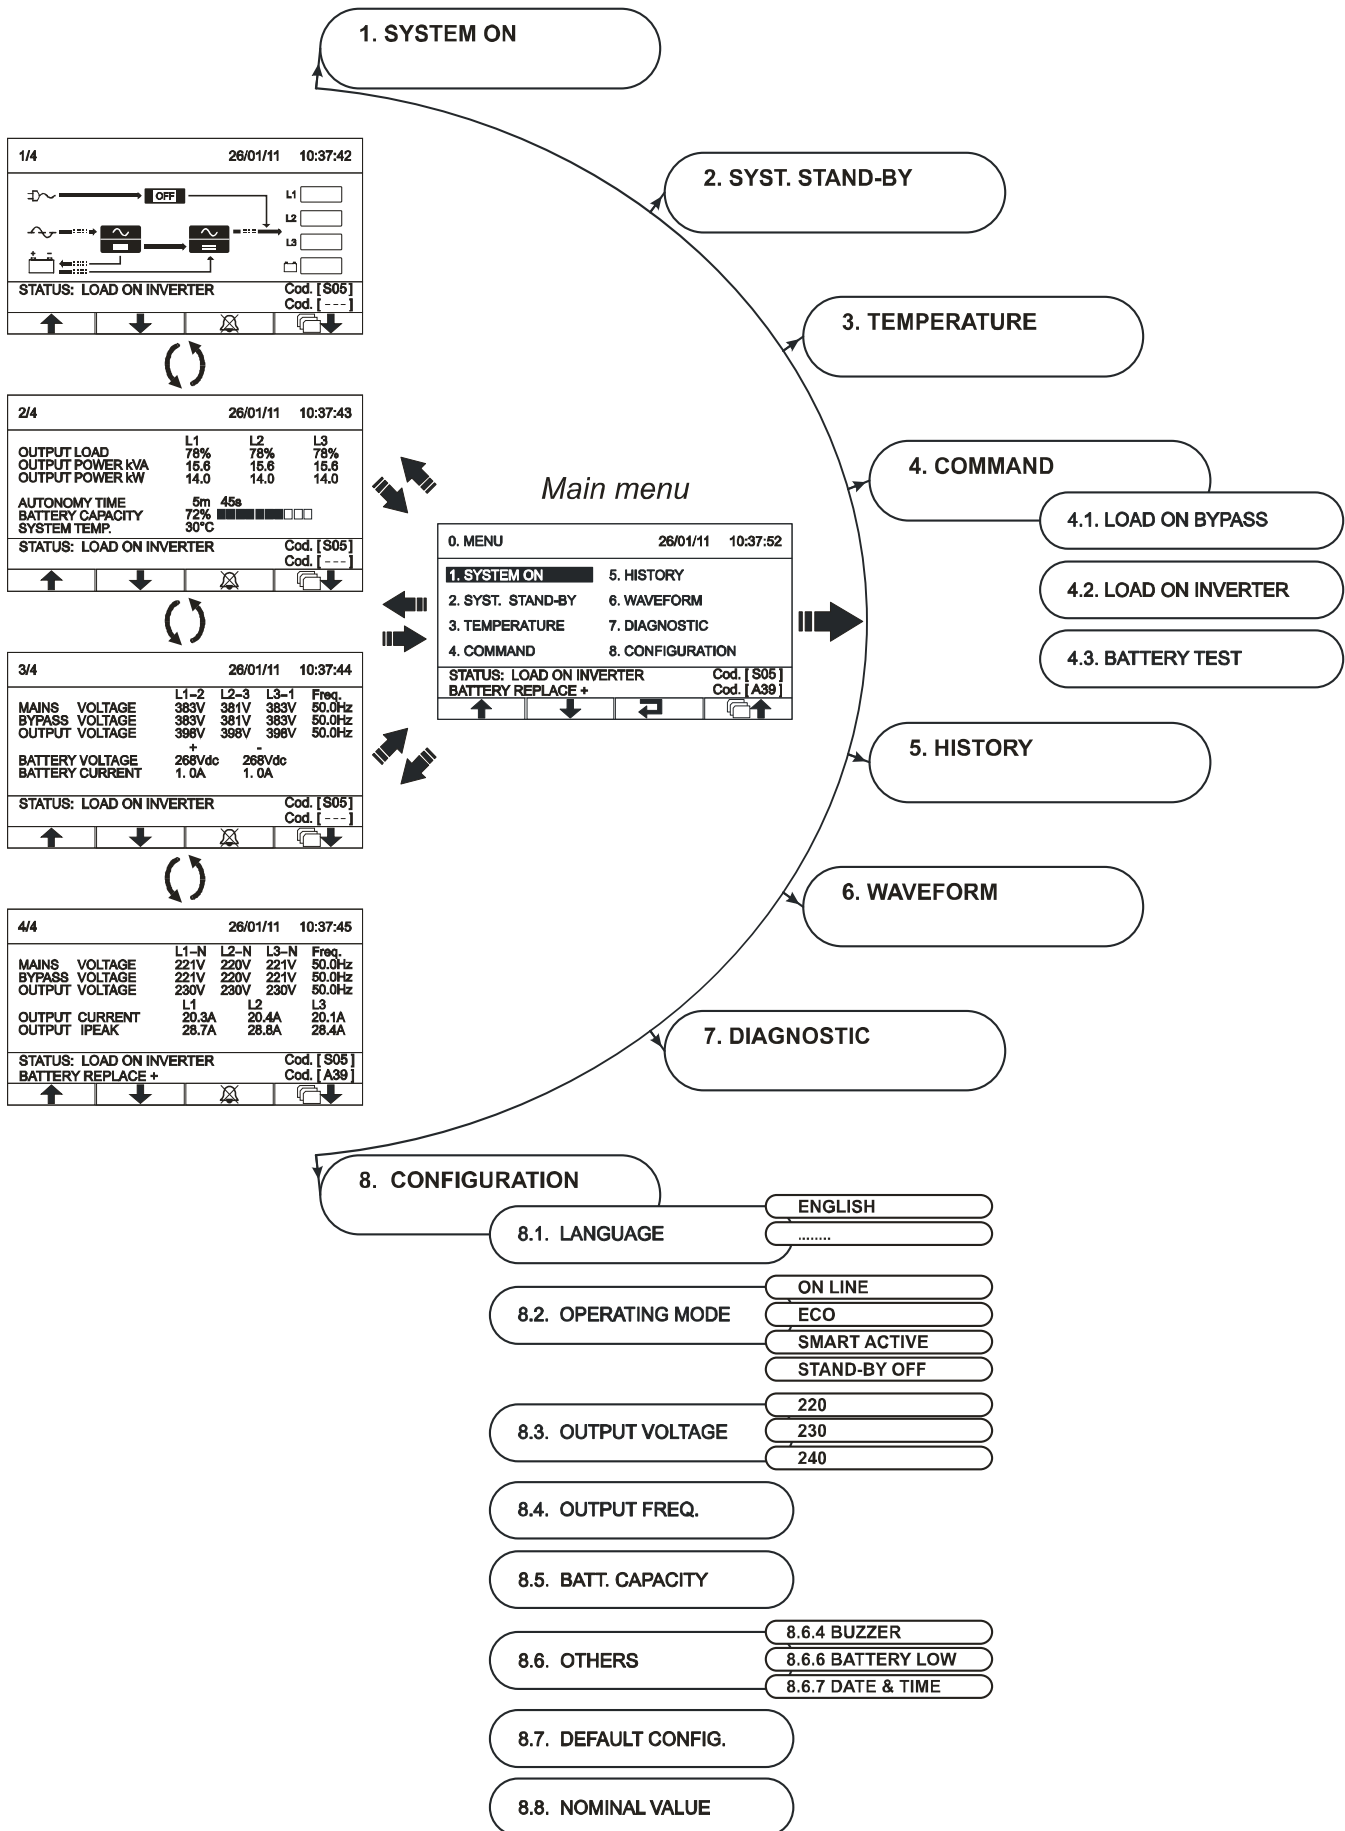 1. SYSTEM ON
2. SYST. STAND-BY
3. TEMPERATURE
4. COMMAND
4.1. LOAD ON BYPASS
4.2. LOAD ON INVERTER
4.3. BATTERY TEST
5. HISTORY
6. WAVEFORM
7. DIAGNOSTIC
1/4 26/01/11 10:37:42
OFF
L1
L2
L3
+ -
STATUS: LOAD ON INVERTER Cod. [S05]
Cod. [---]
2/4 26/01/11 10:37:43
L1 L2 L3
OUTPUT LOAD 78% 78% 78%
OUTPUT POWER kVA 15.6 15.6 15.6
OUTPUT POWER kW 14.0 14.0 14.0
AUTONOMY TIME 5m 45s
BATTERY CAPACITY 72%
SYSTEM TEMP. 30°C
STATUS: LOAD ON INVERTER Cod. [S05]
Cod. [---]
3/4 26/01/11 10:37:44
L1-2 L2-3 L3-1 Freq.
MAINS VOLTAGE 383V 381V 383V 50.0Hz
BYPASS VOLTAGE 383V 381V 383V 50.0Hz
OUTPUT VOLTAGE 398V 398V 398V 50.0Hz
+ -
BATTERY VOLTAGE 268Vdc 268Vdc
BATTERY CURRENT 1. 0A 1. 0A
STATUS: LOAD ON INVERTER Cod. [S05]
Cod. [---]
4/4 26/01/11 10:37:45
L1-N L2-N L3-N Freq.
MAINS VOLTAGE 221V 220V 221V 50.0Hz
BYPASS VOLTAGE 221V 220V 221V 50.0Hz
OUTPUT VOLTAGE 230V 230V 230V 50.0Hz
L1 L2 L3
OUTPUT CURRENT 20.3A 20.4A 20.1A
OUTPUT IPEAK 28.7A 28.8A 28.4A
STATUS: LOAD ON INVERTER Cod. [S05]
BATTERY REPLACE + Cod. [A39]
Main menu
0. MENU 26/01/11 10:37:52
1. SYSTEM ON 5. HISTORY
2. SYST. STAND-BY 6. WAVEFORM
3. TEMPERATURE 7. DIAGNOSTIC
4. COMMAND 8. CONFIGURATION
STATUS: LOAD ON INVERTER Cod. [S05]
BATTERY REPLACE + Cod. [A39]
8. CONFIGURATION
8.1. LANGUAGE
ENGLISH
........
8.2. OPERATING MODE
ON LINE
ECO
SMART ACTIVE
STAND-BY OFF
8.3. OUTPUT VOLTAGE
220
230
240
8.4. OUTPUT FREQ.
8.5. BATT. CAPACITY
8.6. OTHERS
8.6.4 BUZZER
8.6.6 BATTERY LOW
8.6.7 DATE & TIME
8.7. DEFAULT CONFIG.
8.8. NOMINAL VALUE